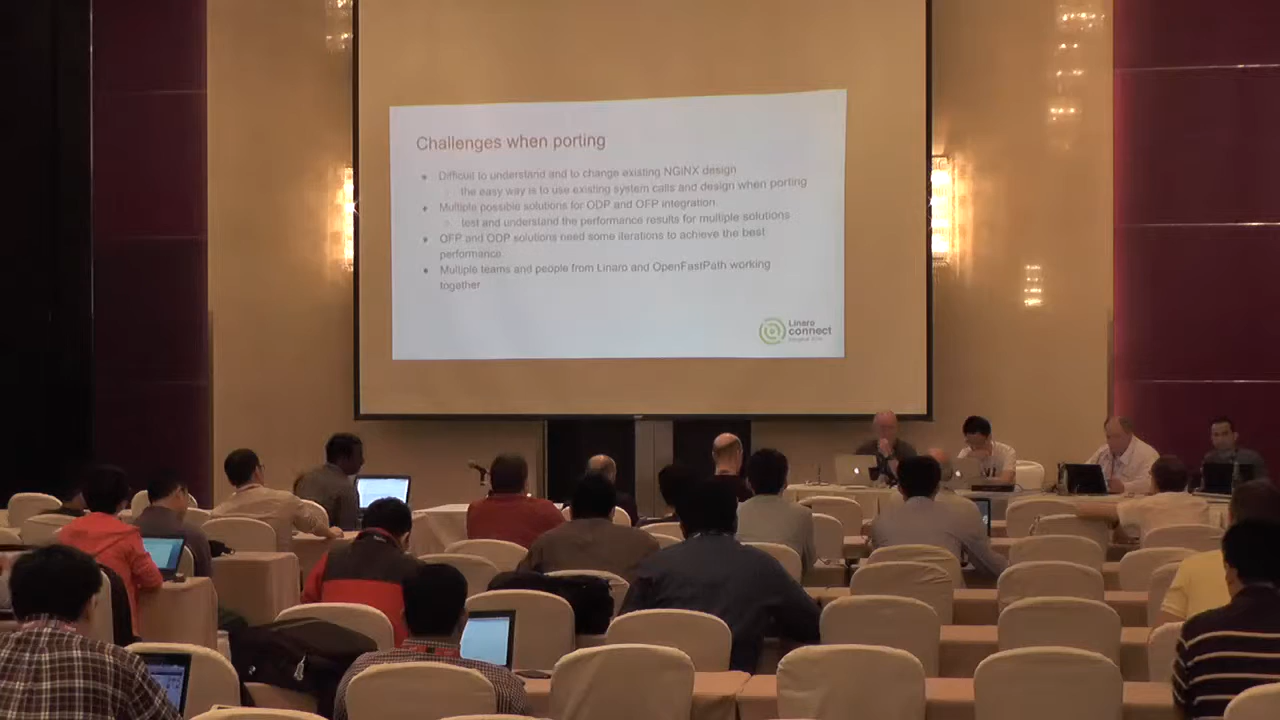 Challenges when porting
Difficult to understand and to change existing NGiNX design
the easy way is to use existing system calls and design when porting
Multiple possible solutions for ODP and OFP integration.
test and understand the performance results for multiple solutions
OFP and ODP solutions need some iterations to achieve the best
performance
Multiple teams and people from Linaro and OpenFastPath working
together
Linaro
connect